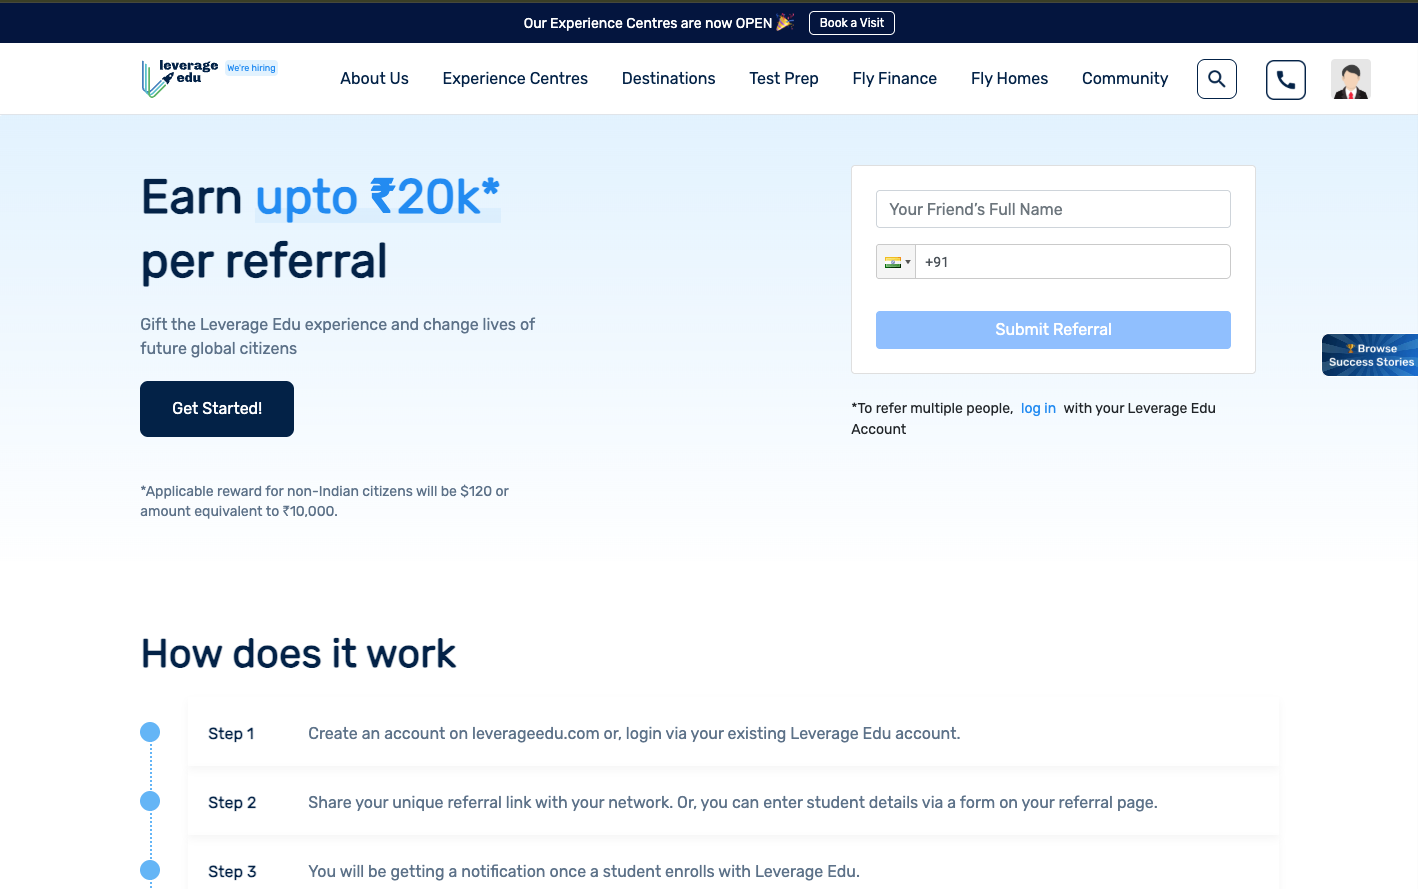 Our Experience Centres are now OPEN 🎉 Book a Visit
leverage
edu
We're hiring
About Us
Experience Centres
Destinations
Test Prep
Fly Finance
Fly Homes
Community
Earn upto ₹20k*
per referral
Gift the Leverage Edu experience and change lives of
future global citizens
Get Started!
*Applicable reward for non-Indian citizens will be $120 or
amount equivalent to ₹10,000.
Your Friend's Full Name
+91
Submit Referral
*To refer multiple people, log in with your Leverage Edu
Account
🏆 Browse
Success Stories
How does it work
Step 1 Create an account on leverageedu.com or, login via your existing Leverage Edu account.
Step 2 Share your unique referral link with your network. Or, you can enter student details via a form on your referral page.
Step 3 You will be getting a notification once a student enrolls with Leverage Edu.